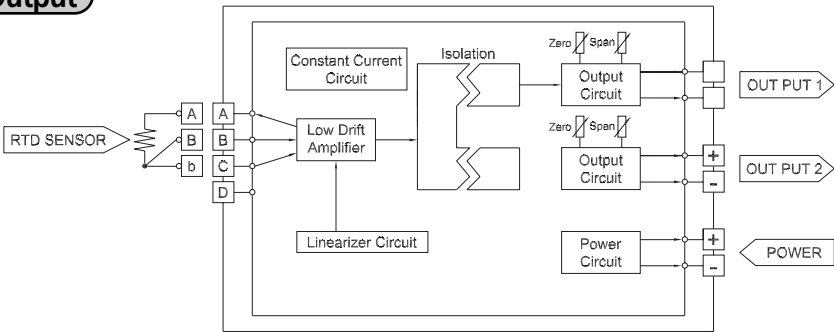 Output
Constant Current
Circuit
Isolation
Zero Span
Output
Circuit
OUT PUT 1
RTD SENSOR
A
B
b
A
B
C
D
Low Drift
Amplifier
Zero Span
Output
Circuit
+
-
OUT PUT 2
Linearizer Circuit
Power
Circuit
+
-
POWER